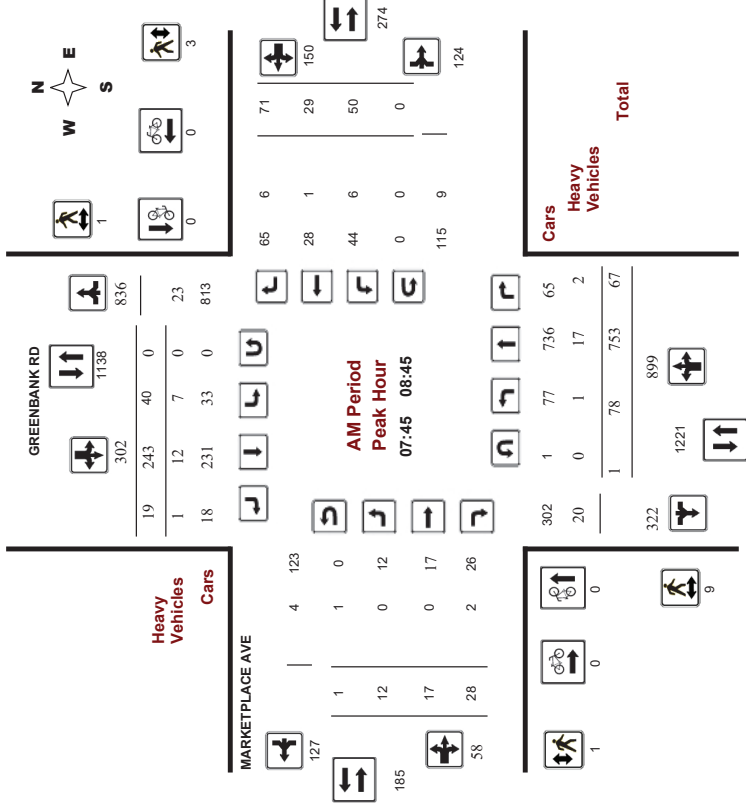 N
W E
S
1
3
0 0
GREENBANK RD
302 1138 836
19 243 40 0
1 12 7 0 23
18 231 33 0 813
Heavy
Vehicles
Cars
65 6 71
28 1 29
44 6 50
0 0 0
115 9
150
274
124
MARKETPLACE AVE
4 123
1 1 0
12 0 12
17 0 17
28 2 26
127
185
58
AM Period
Peak Hour
07:45 08:45
302 1 77 736 65 Cars
20 0 1 17 2 Heavy
Vehicles
1 78 753 67 Total
322 1221 899
0 0
1 9